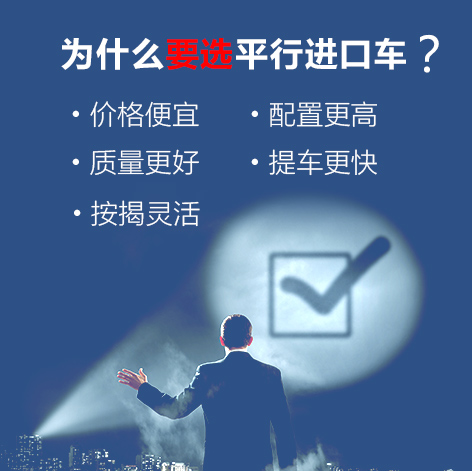 为什么要选平行进口车？
• 价格便宜 • 配置更高
• 质量更好 • 提车更快
• 按揭灵活